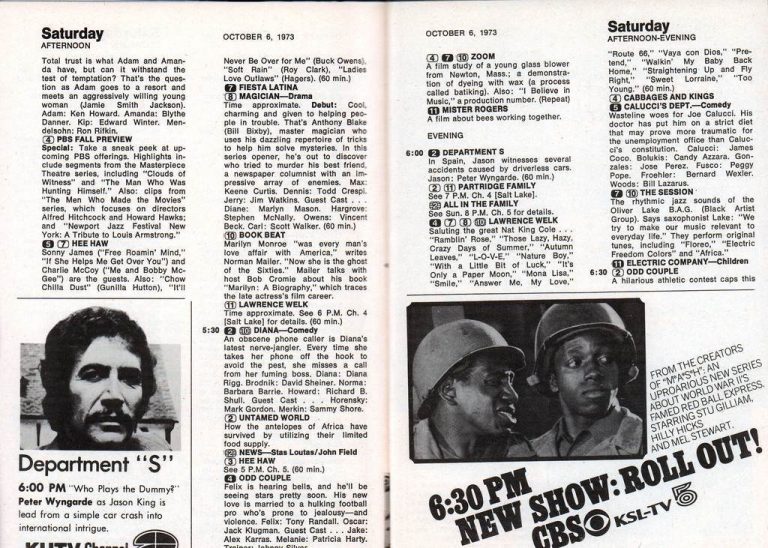 Saturday
AFTERNOON
Total trust is what Adam and Aman-
da have, but can it withstand the
test of temptation? That's the ques-
tion as Adam goes to a resort and
meets an aggressively willing young
woman (Jamie Smith Jackson).
Adam: Ken Howard. Amanda: Blythe
Danner. Kip: Edward Winter. Men-
delsohn: Ron Rifkin.
4 PBS FALL PREVIEW
Special: Take a sneak peek at up-
coming PBS offerings. Highlights in-
clude segments from the Masterpiece
Theatre series, including "Clouds of
Witness" and "The Man Who Was
Hunting Himself." Also: clips from
"The Men Who Made the Movies"
series, which focuses on directors
Alfred Hitchcock and Howard Hawks;
and "Newport Jazz Festival New
York: A Tribute to Louis Armstrong."
5 7 HEE HAW
Sonny James ("Free Roamin' Mind,"
"If She Helps Me Get Over You") and
Charlie McCoy ("Me and Bobby Mc-
Gee") are the guests. Also: "Chow
Chilla Dust" (Gunilla Hutton), "It'll
Department "S"
6:00 PM "Who Plays the Dummy?"
Peter Wyngarde as Jason King is
lead from a simple car crash into
international intrigue.
KUTV Channel 2
OCTOBER 6, 1973
Never Be Over for Me" (Buck Owens),
"Soft Rain" (Roy Clark), "Ladies
Love Outlaws" (Hagers). (60 min.)
7 FIESTA LATINA
8 MAGICIAN—Drama
Time approximate. Debut: Cool,
charming and given to helping peo-
ple in trouble. That's Anthony Blake
(Bill Bixby), master magician who
uses his dazzling repertoire of tricks
to help him solve mysteries. In this
series opener, he's out to discover
who tried to murder his best friend,
a newspaper columnist with an im-
pressive array of enemies. Max:
Keene Curtis. Dennis: Todd Crespi.
Jerry: Jim Watkins. Guest Cast . . .
Diane: Marlyn Mason. Hargrove:
Stephen McNally. Owens: Vincent
Beck. Carl: Scott Walker. (60 min.)
10 BOOK BEAT
Marilyn Monroe "was every man's
love affair with America," writes
Norman Mailer. "Now she is the ghost
of the Sixties." Mailer talks with
host Bob Cromie about his book
"Marilyn: A Biography," which traces
the late actress's film career.
11 LAWRENCE WELK
Time approximate. See 6 P.M. Ch. 4
[Salt Lake] for details. (60 min.)
5:30 2 DIANA—Comedy
An obscene phone caller is Diana's
latest nerve-jangler. Every time she
takes her phone off the hook to
avoid the pest, she misses a call
from her fuming boss. Diana: Diana
Rigg. Brodnik: David Sheiner. Norma:
Barbara Barrie. Howard: Richard B.
Shull. Guest Cast . . . Horensky:
Mark Gordon. Merkin: Sammy Shore.
2 UNTAMED WORLD
How the antelopes of Africa have
survived by utilizing their limited
food supply.
NEWS—Stas Loutas/John Field
3 HEE HAW
See 5 P.M. Ch. 5. (60 min.)
4 ODD COUPLE
Felix is hearing bells, and he'll be
seeing stars pretty soon. His new
love is married to a hulking football
pro who's prone to jealousy—and
violence. Felix: Tony Randall. Oscar:
Jack Klugman. Guest Cast . . . Jake:
Alex Karras. Melanie: Patricia Harty.
Trainer: Johnny Silver.
OCTOBER 6, 1973
4 7 10 ZOOM
A film study of a young glass blower
from Newton, Mass.; a demonstra-
tion of dyeing with wax (a process
called batiking). Also: "I Believe in
Music," a production number. (Repeat)
11 MISTER ROGERS
A film about bees working together.
EVENING
6:00 2 DEPARTMENT S
In Spain, Jason witnesses several
accidents caused by driverless cars.
Jason: Peter Wyngarde. (60 min.)
2 11 PARTRIDGE FAMILY
See 7 P.M. Ch. 4 [Salt Lake].
ALL IN THE FAMILY
See Sun. 8 P.M. Ch. 5 for details.
4 7 8 10 LAWRENCE WELK
Saluting the great Nat King Cole . . .
"Ramblin' Rose," "Those Lazy, Hazy,
Crazy Days of Summer," "Autumn
Leaves," "L-O-V-E," "Nature Boy,"
"With a Little Bit of Luck," "It's
Only a Paper Moon," "Mona Lisa,"
"Smile," "Answer Me, My Love,"
Saturday
AFTERNOON-EVENING
"Route 66," "Vaya con Dios," "Pre-
tend," "Walkin' My Baby Back
Home," "Straightening Up and Fly
Right," "Sweet Lorraine," "Too
Young." (60 min.)
4 CABBAGES AND KINGS
5 CALUCCI'S DEPT.—Comedy
Wasteline woes for Joe Calucci. His
doctor has put him on a strict diet
that may prove more traumatic for
the unemployment office than Caluc-
ci's constitution. Calucci: James
Coco. Bolukis: Candy Azzara. Gon-
zales: Jose Perez. Fusco: Peggy
Pope. Froehler: Bernard Wexler.
Woods: Bill Lazarus.
7 10 THE SESSION
The rhythmic jazz sounds of the
Oliver Lake B.A.G. (Black Artist
Group). Says saxophonist Lake: "We
try to make our music relevant to
everyday life." They perform original
tunes, including "Floreo," "Electric
Freedom Colors" and "Africa."
11 ELECTRIC COMPANY—Children
6:30 2 ODD COUPLE
A hilarious athletic contest caps this
FROM THE CREATORS
OF "M*A*S*H": AN
UPROARIOUS NEW SERIES
ABOUT WORLD WAR II'S
FAMED RED BALL EXPRESS.
STARRING STU GILLIAM,
HILLY HICKS
AND MEL STEWART.
6:30 PM
NEW SHOW: ROLL OUT!
CBS KSL-TV 5